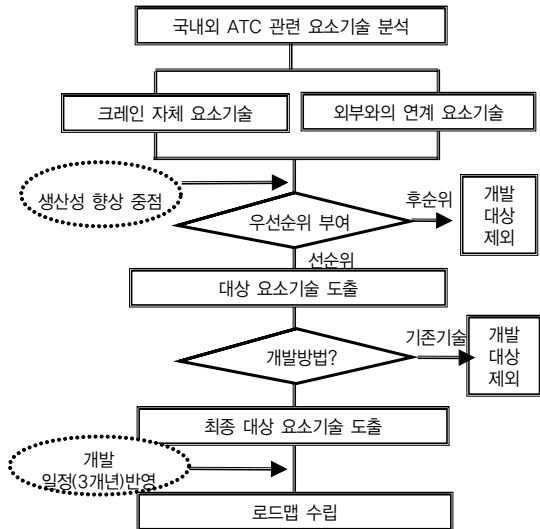 국내외 ATC 관련 요소기술 분석
크레인 자체 요소기술
외부와의 연계 요소기술
생산성 향상 중점
우선순위 부여
후순위
개발
대상
제외
선순위
대상 요소기술 도출
개발방법?
기존기술
개발
대상
제외
최종 대상 요소기술 도출
개발
일정(3개년)반영
로드맵 수립